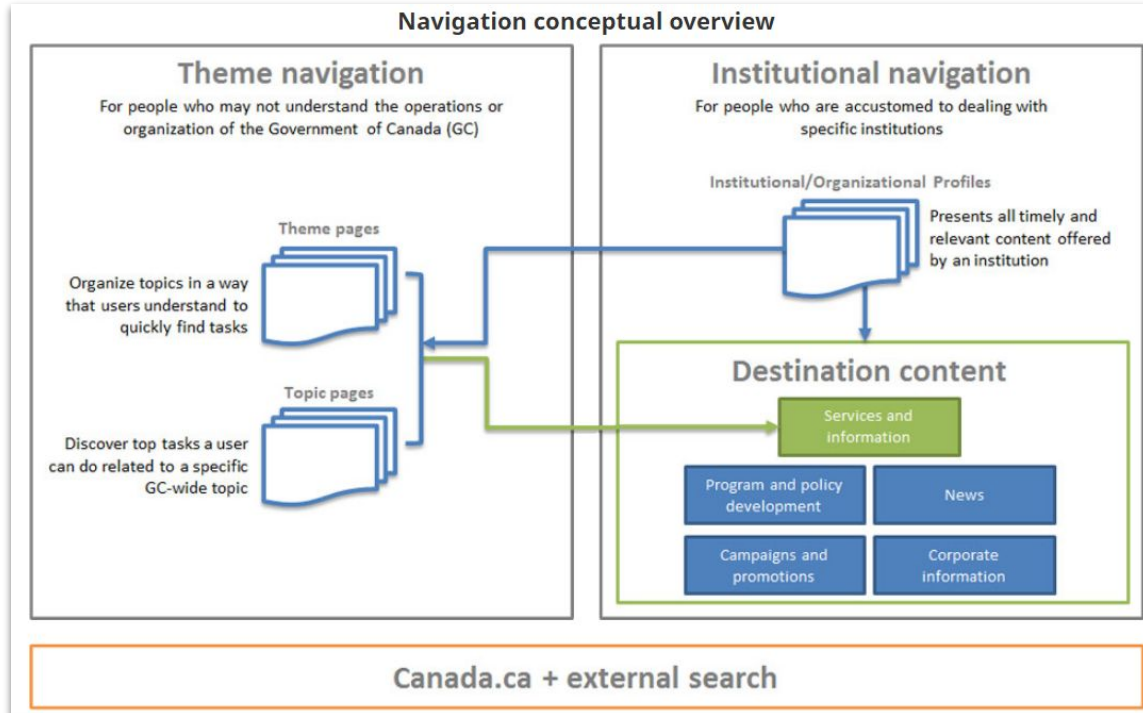 Navigation conceptual overview
Theme navigation
For people who may not understand the operations or
organization of the Government of Canada (GC)
Theme pages
Organize topics in a way
that users understand to
quickly find tasks
Topic pages
Discover top tasks a user
can do related to a specific
GC-wide topic
Institutional navigation
For people who are accustomed to dealing with
specific institutions
Institutional/Organizational Profiles
Presents all timely and
relevant content offered
by an institution
Destination content
Services and
information
Program and policy
development
News
Campaigns and
promotions
Corporate
information
Canada.ca + external search